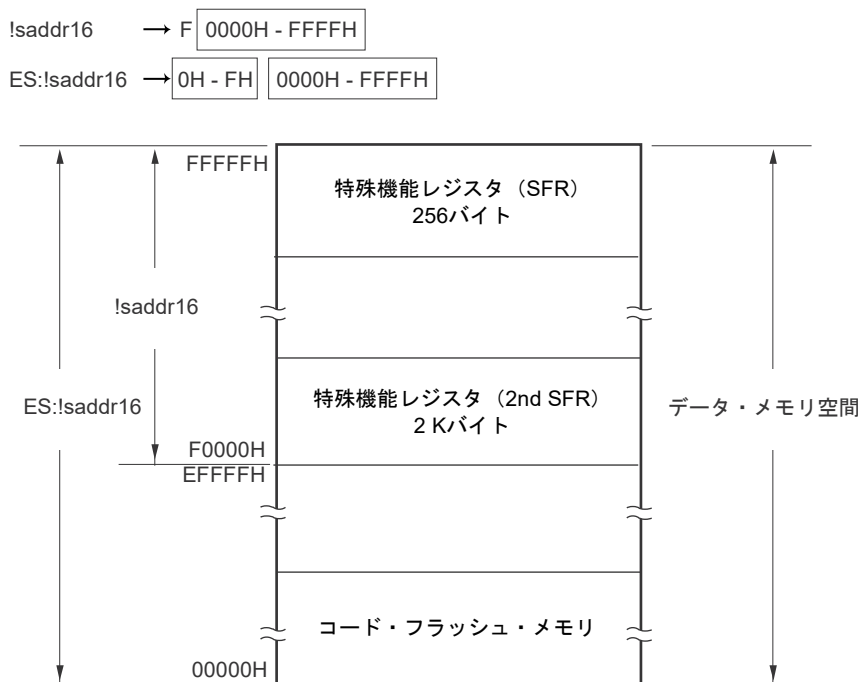 !saddr16 → F 0000H - FFFFH
ES:!saddr16 → 0H - FH 0000H - FFFFH
FFFFFH
特殊機能レジスタ（SFR）
256バイト
!saddr16
特殊機能レジスタ（2nd SFR）
2 Kバイト
ES:!saddr16
データ・メモリ空間
F0000H
EFFFFH
コード・フラッシュ・メモリ
00000H